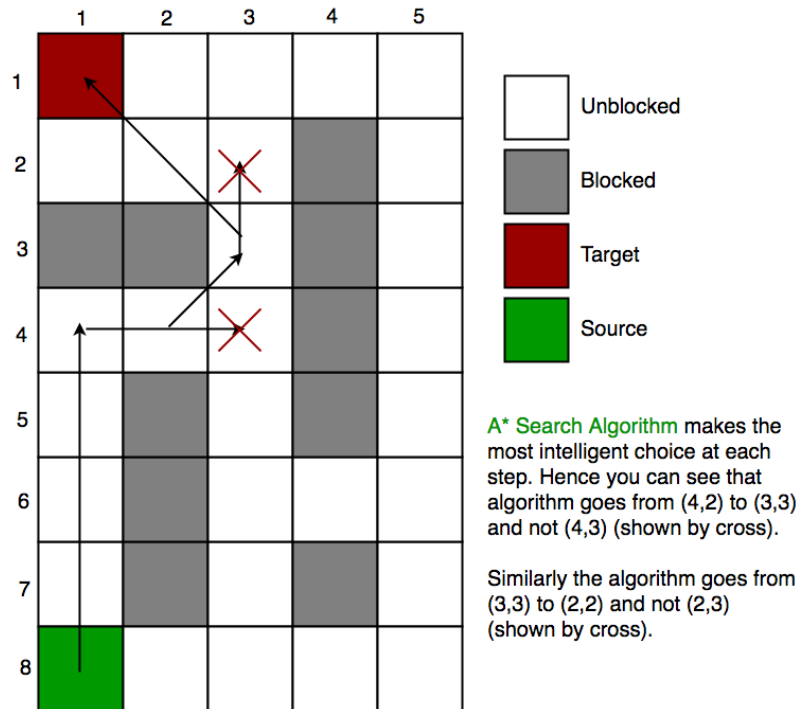 1 2 3 4 5
1
2
3
4
5
6
7
8
Unblocked
Blocked
Target
Source
A* Search Algorithm makes the
most intelligent choice at each
step. Hence you can see that
algorithm goes from (4,2) to (3,3)
and not (4,3) (shown by cross).
Similarly the algorithm goes from
(3,3) to (2,2) and not (2,3)
(shown by cross).